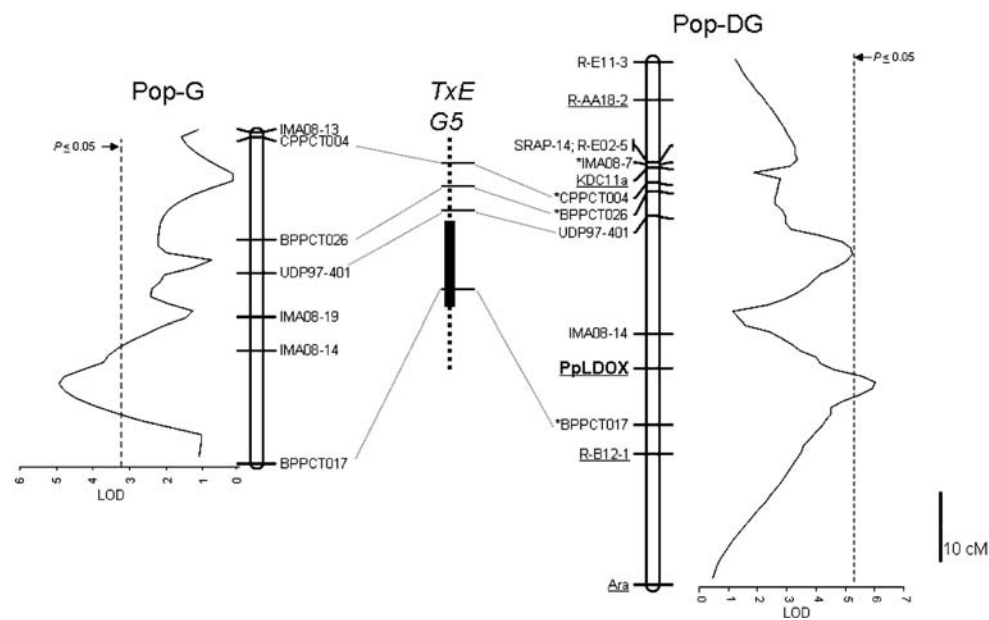 Pop-G
P ≤ 0.05
IMA08-13
CPPCT004
BPPCT026
UDP97-401
IMA08-19
IMA08-14
BPPCT017
6 5 4 3 2 1 0
LOD
TxE
G5
Pop-DG
P ≤ 0.05
R-E11-3
R-AA18-2
SRAP-14; R-E02-5
*IMA08-7
KDC11a
*CPPCT004
*BPPCT026
UDP97-401
IMA08-14
PpLDOX
*BPPCT017
R-B12-1
Ara
0 1 2 3 4 5 6 7
LOD
10 cM